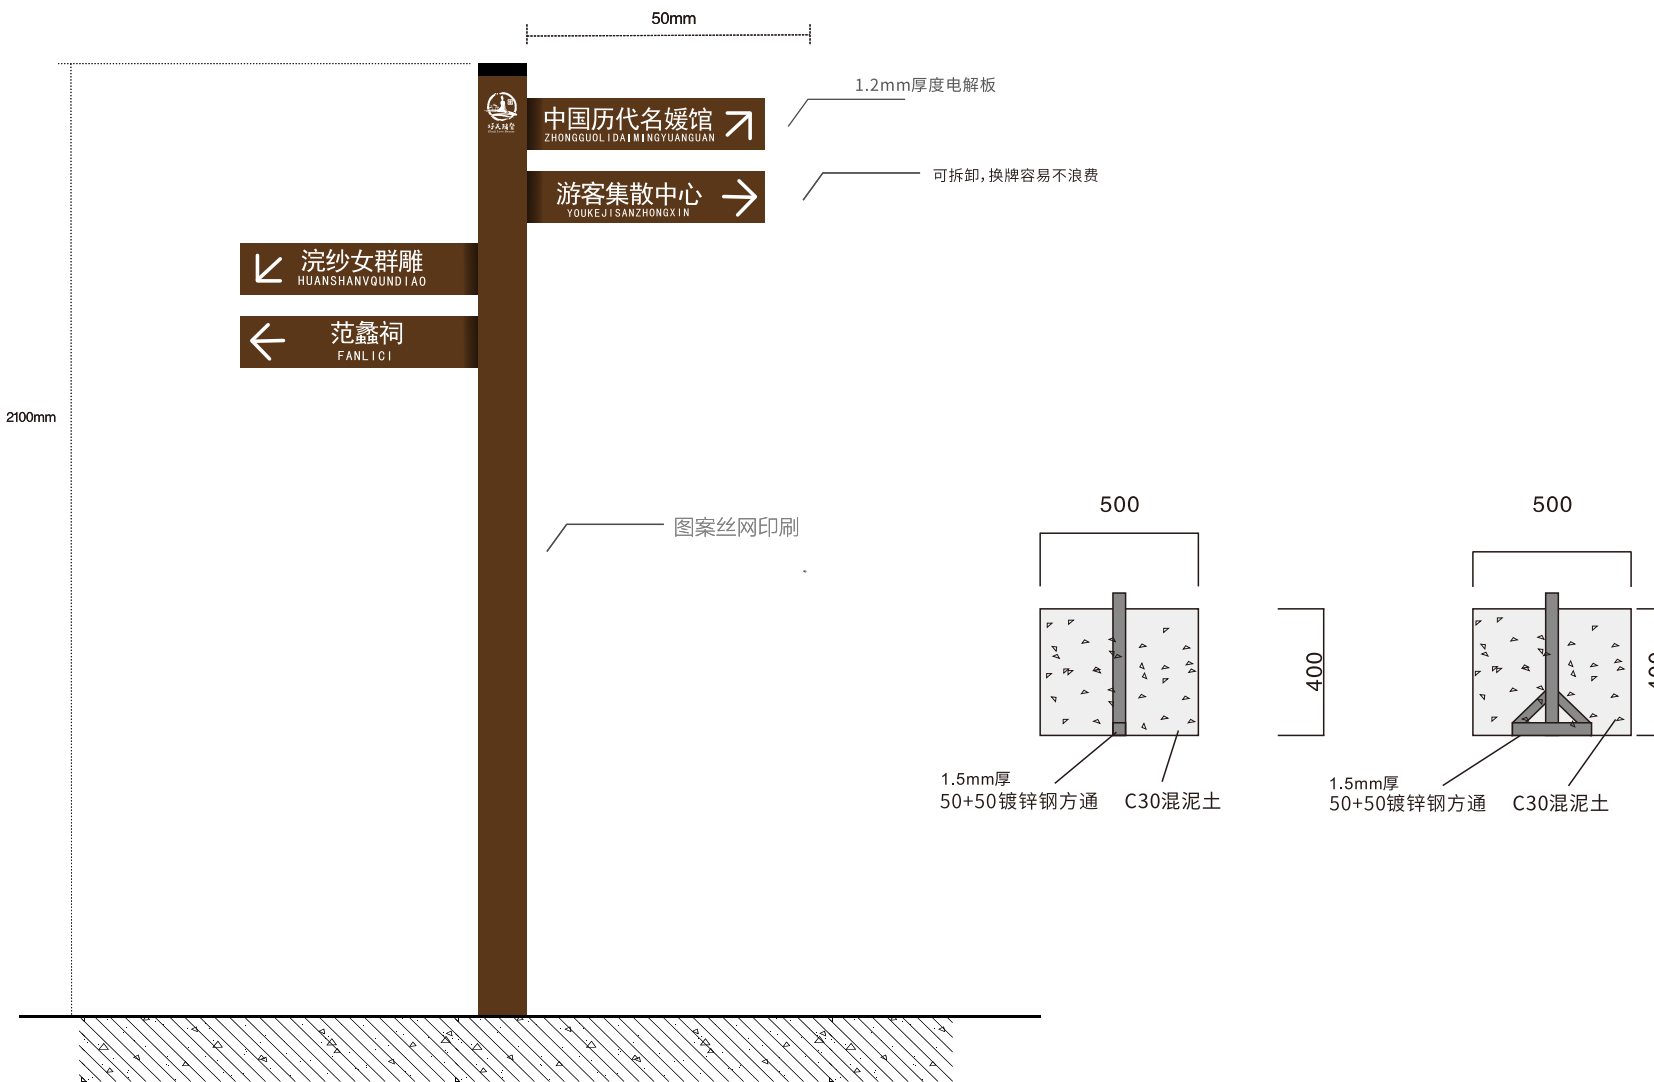 50mm
2100mm
中国历代名媛馆
ZHONGGUOLIDAIMINGYUANGUAN
1.2mm厚度电解板
游客集散中心
YOUKEJISANZHONGXIN
可拆卸,换牌容易不浪费
浣纱女群雕
HUANSHANVQUNDIAO
范蠡祠
FANLICI
图案丝网印刷
500
400
1.5mm厚
50+50镀锌钢方通
C30混泥土
500
400
1.5mm厚
50+50镀锌钢方通
C30混泥土